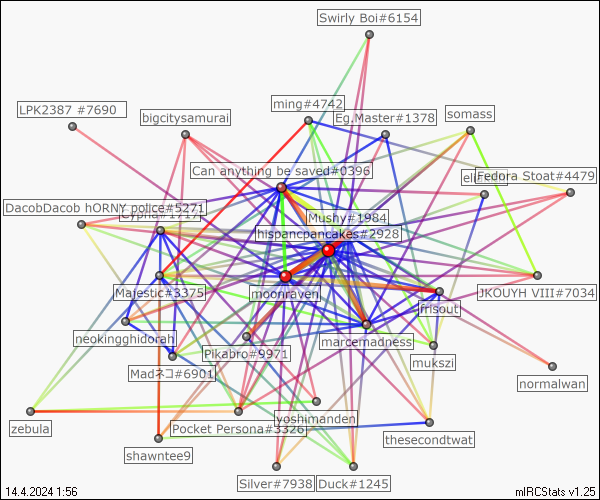 Swirly Boi#6154
LPK2387 #7690
bigcitysamurai
ming#4742
Eg.Master#1378
somass
Can anything be saved#0396
Fedora Stoat#4479
DacobDacob hORNY police#5271
Mushy#1984
hispancpancakes#2928
Majestic#3375
moonraven
JKOUYH VIII#7034
frisout
neokingghidorah
marcemadness
Pikabro#9971
mukszi
Madネコ#6901
normalwan
yoshimanden
zebula
Pocket Persona#3326
thesecondtwat
shawntee9
Silver#7938
Duck#1245
14.4.2024 1:56
mIRCStats v1.25